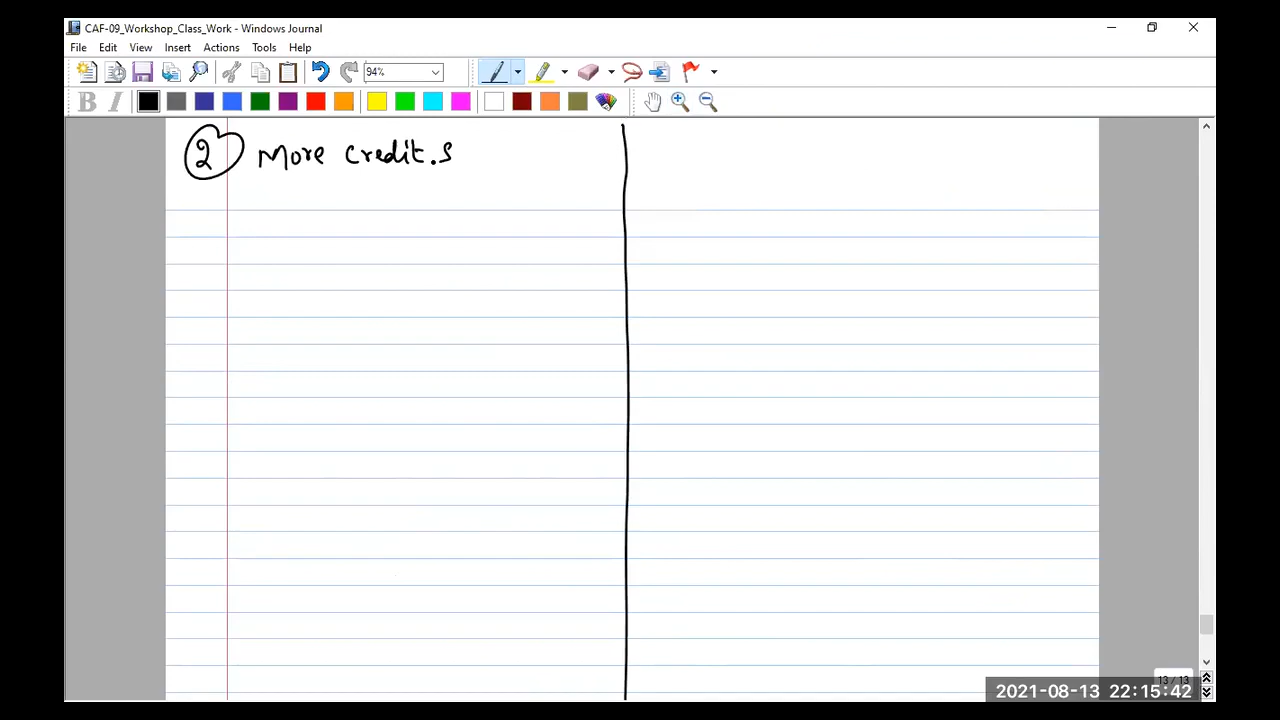 CAF-09_Workshop_Class_Work - Windows Journal
File Edit View Insert Actions Tools Help
94%
B I
2 More credit.s
13 / 13
2021-08-13 22:15:42